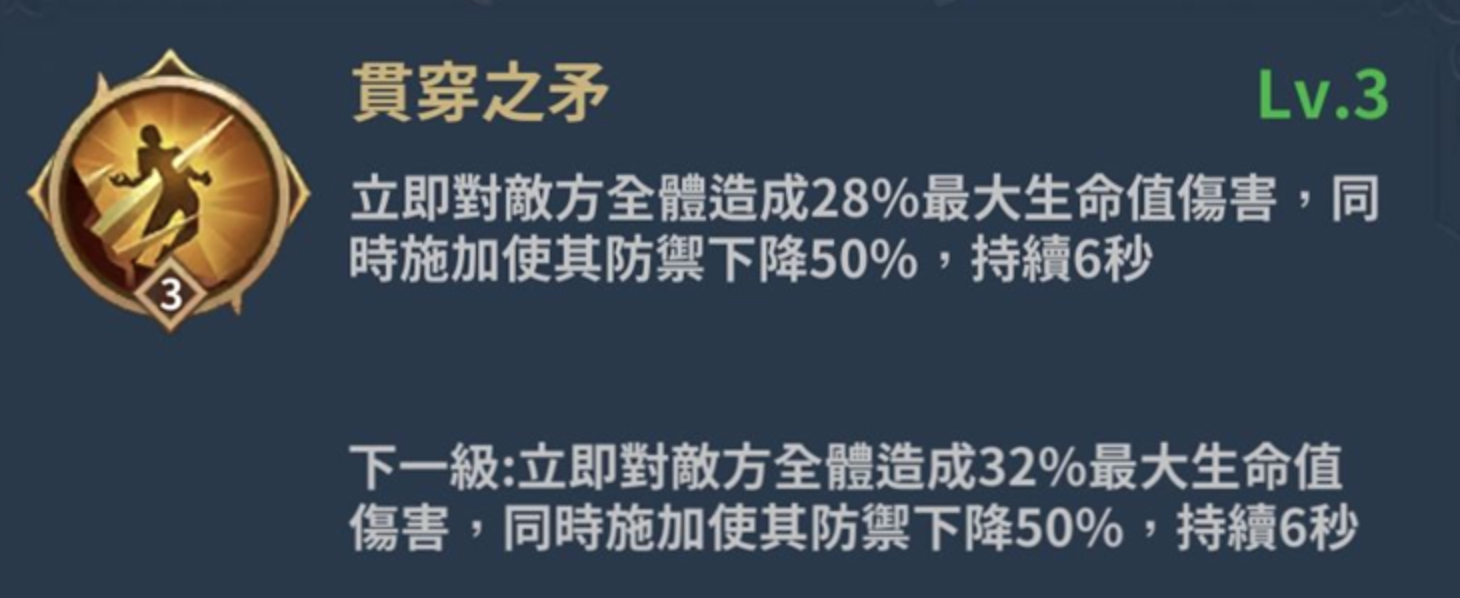 貫穿之矛
Lv.3
立即對敵方全體造成28%最大生命值傷害，同
時施加使其防禦下降50%，持續6秒
3
下一級:立即對敵方全體造成32%最大生命值
傷害，同時施加使其防禦下降50%，持續6秒